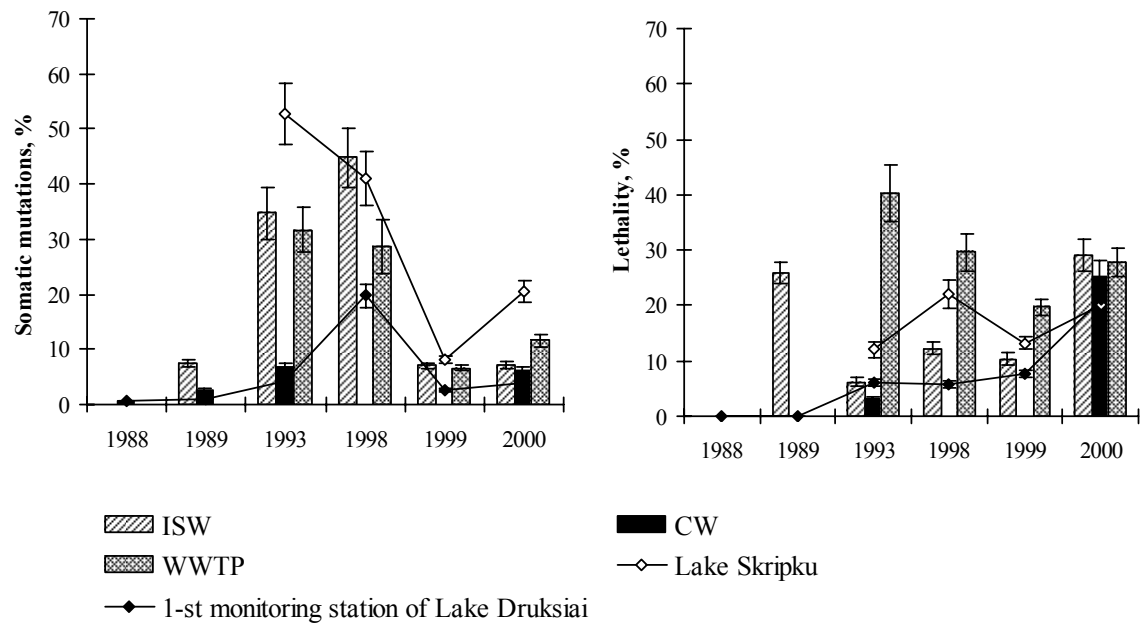 Somatic mutations, %
70
60
50
40
30
20
10
0
1988 1989 1993 1998 1999 2000
Lethality, %
70
60
50
40
30
20
10
0
1988 1989 1993 1998 1999 2000
ISW
CW
WWTP
Lake Skripku
1-st monitoring station of Lake Druksiai